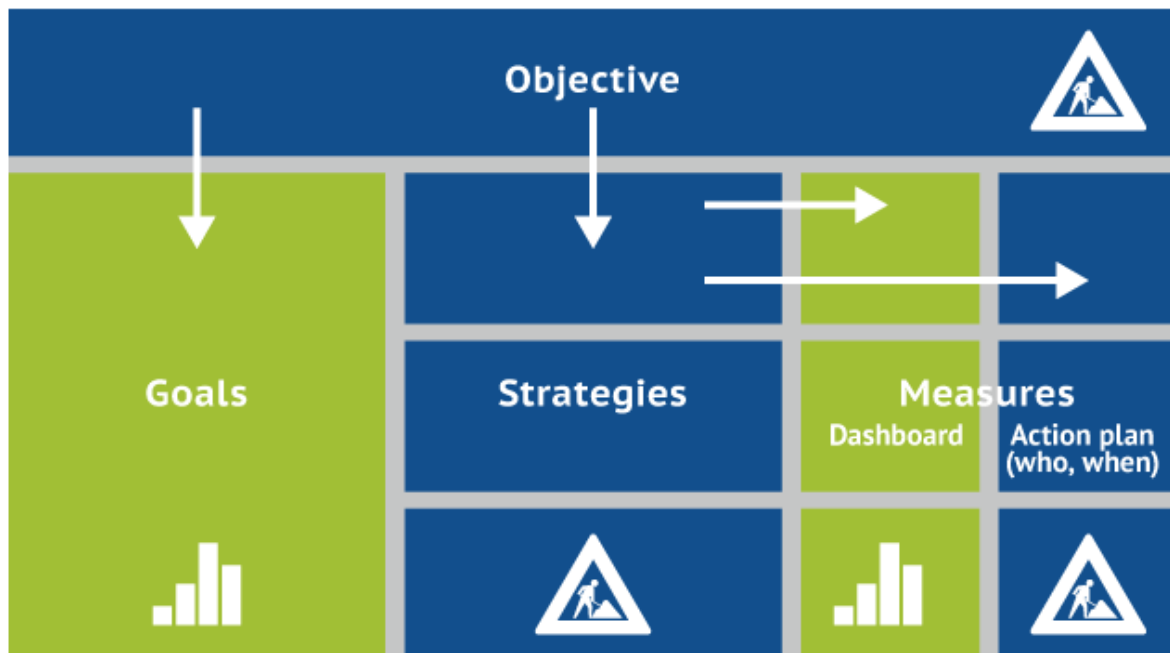 Objective
Goals
Strategies
Measures
Dashboard
Action plan
(who, when)